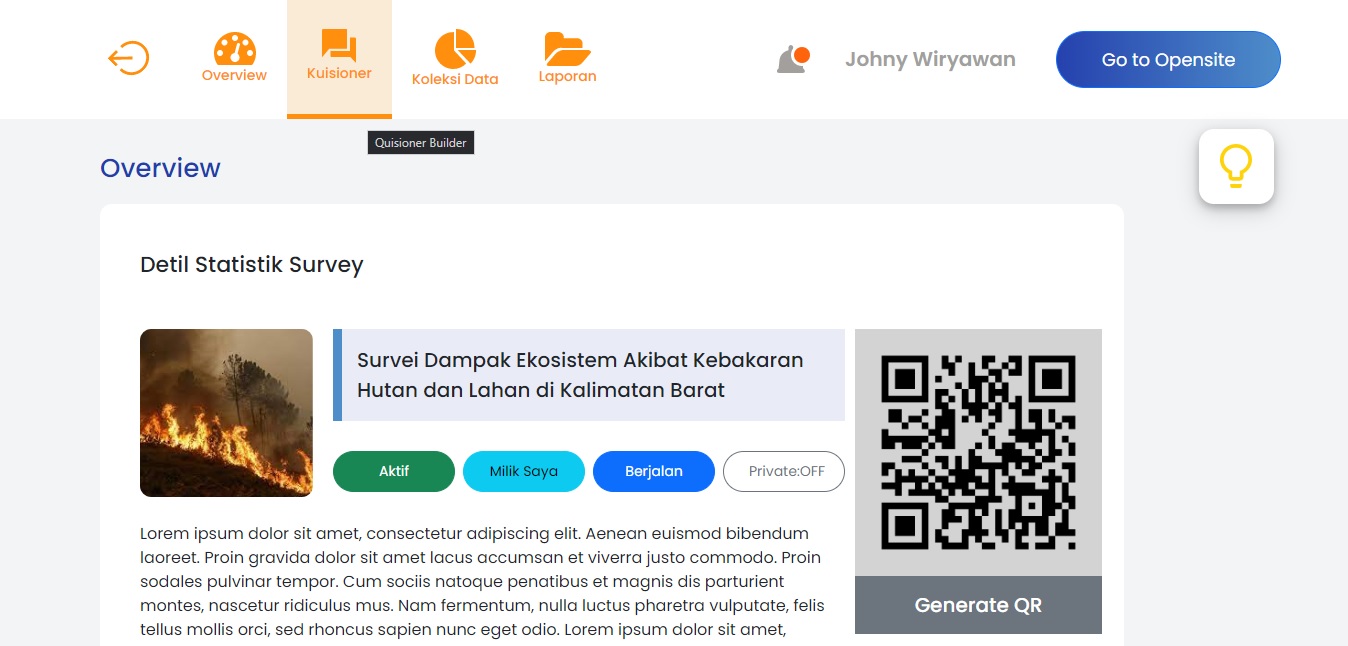 Overview
Kuisioner
Koleksi Data
Laporan
Johny Wiryawan
Go to Opensite
Quisioner Builder
Overview
Detil Statistik Survey
Survei Dampak Ekosistem Akibat Kebakaran
Hutan dan Lahan di Kalimatan Barat
Aktif
Milik Saya
Berjalan
Private:OFF
Lorem ipsum dolor sit amet, consectetur adipiscing elit. Aenean euismod bibendum
laoreet. Proin gravida dolor sit amet lacus accumsan et viverra justo commodo. Proin
sodales pulvinar tempor. Cum sociis natoque penatibus et magnis dis parturient
montes, nascetur ridiculus mus. Nam fermentum, nulla luctus pharetra vulputate, felis
tellus mollis orci, sed rhoncus sapien nunc eget odio. Lorem ipsum dolor sit amet,
Generate QR